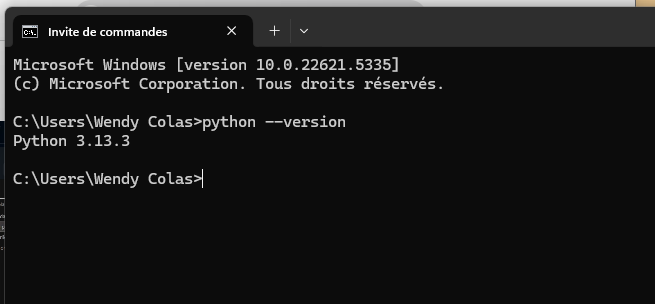 Invite de commandes
Microsoft Windows [version 10.0.22621.5335]
(c) Microsoft Corporation. Tous droits réservés.
C:\Users\Wendy Colas>python --version
Python 3.13.3
C:\Users\Wendy Colas>